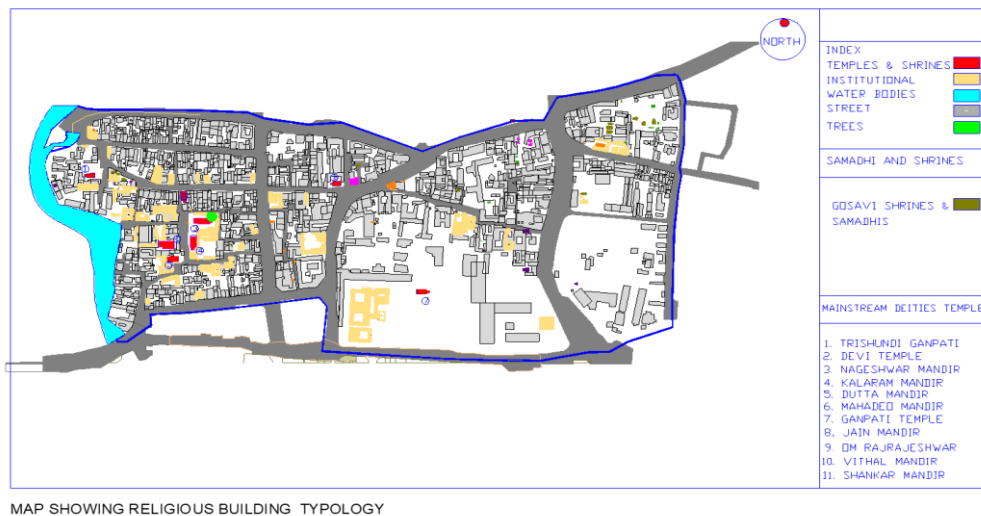 NORTH
INDEX
TEMPLES & SHRINES
INSTITUTIONAL
WATER BODIES
STREET
TREES
SAMADHI AND SHRINES
GOSAVI SHRINES &
SAMADHIS
MAINSTREAM DEITIES TEMPLE
1. TRISHUNDI GANPATI
2. DEVI TEMPLE
3. NAGESHWAR MANDIR
4. KALARAM MANDIR
5. DUTTA MANDIR
6. MAHADEO MANDIR
7. GANPATI TEMPLE
8. JAIN MANDIR
9. OM RAJRAJESHWAR
10. VITHAL MANDIR
11. SHANKAR MANDIR
MAP SHOWING RELIGIOUS BUILDING TYPOLOGY